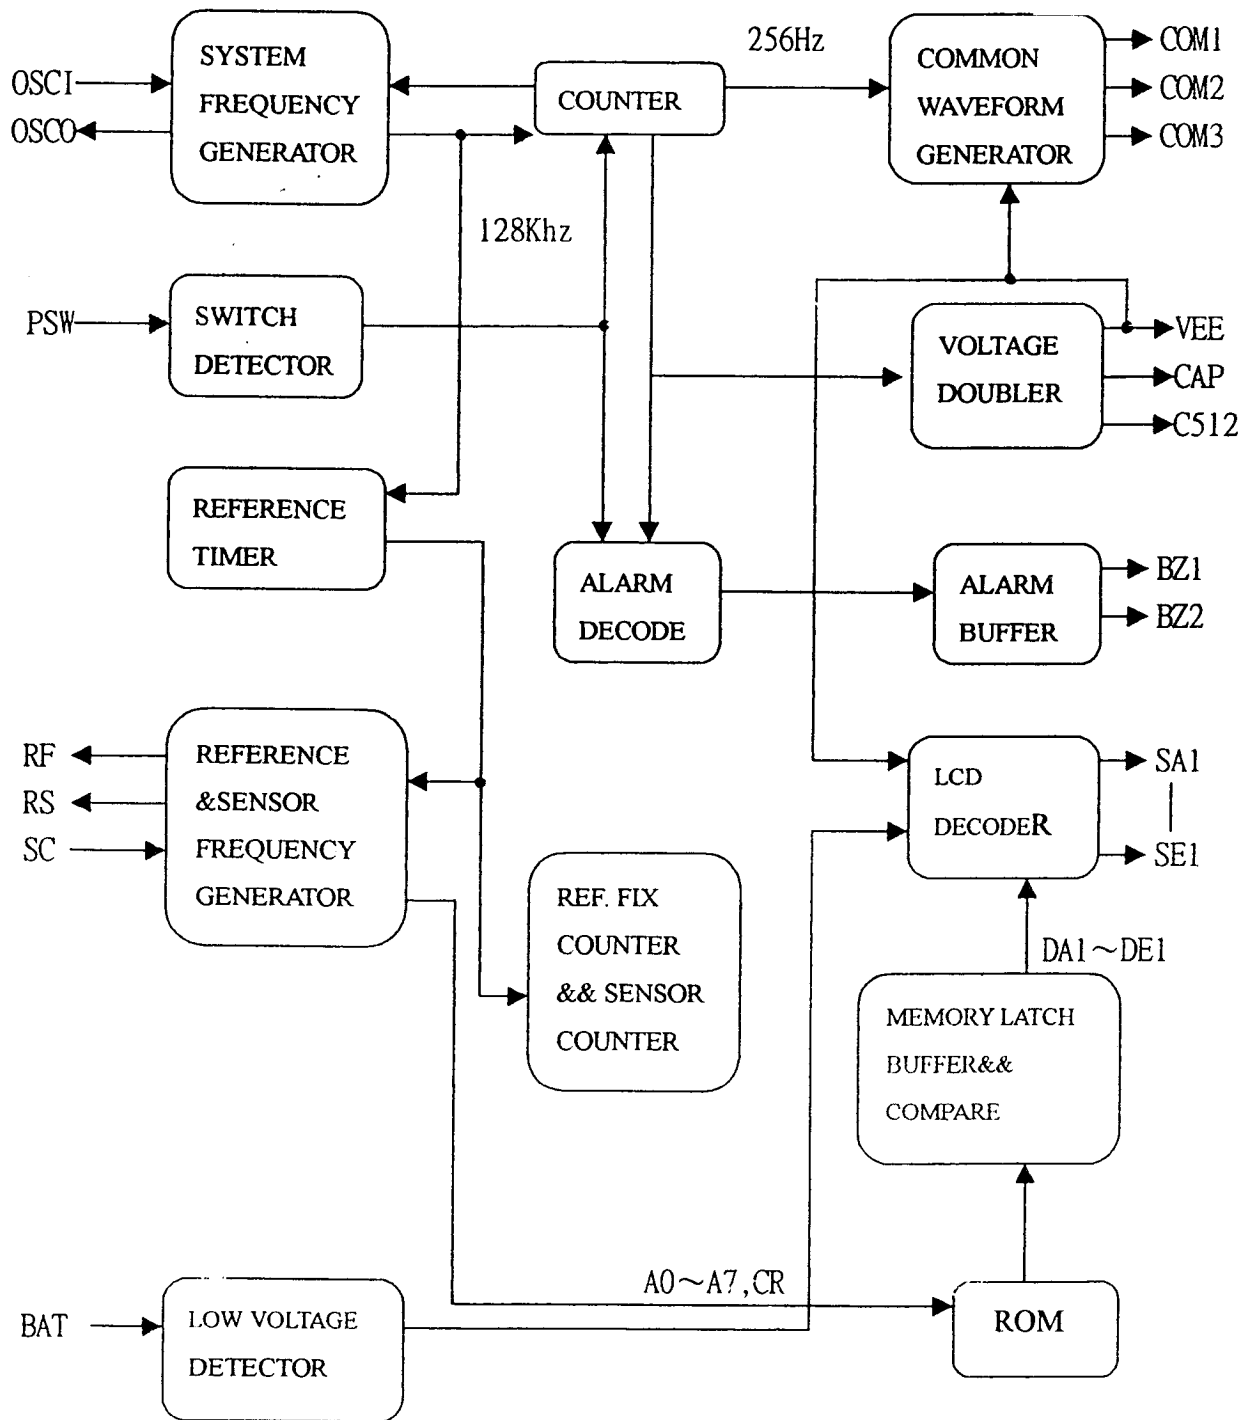 OSCI
OSCO
SYSTEM
FREQUENCY
GENERATOR
COUNTER
256Hz
COMMON
WAVEFORM
GENERATOR
COM1
COM2
COM3
128Khz
PSW
SWITCH
DETECTOR
VOLTAGE
DOUBLER
VEE
CAP
C512
REFERENCE
TIMER
ALARM
DECODE
ALARM
BUFFER
BZ1
BZ2
RF
RS
SC
REFERENCE
&SENSOR
FREQUENCY
GENERATOR
LCD
DECODER
SA1
SE1
REF. FIX
COUNTER
&& SENSOR
COUNTER
DA1~DE1
MEMORY LATCH
BUFFER&&
COMPARE
A0~A7,CR
ROM
BAT
LOW VOLTAGE
DETECTOR